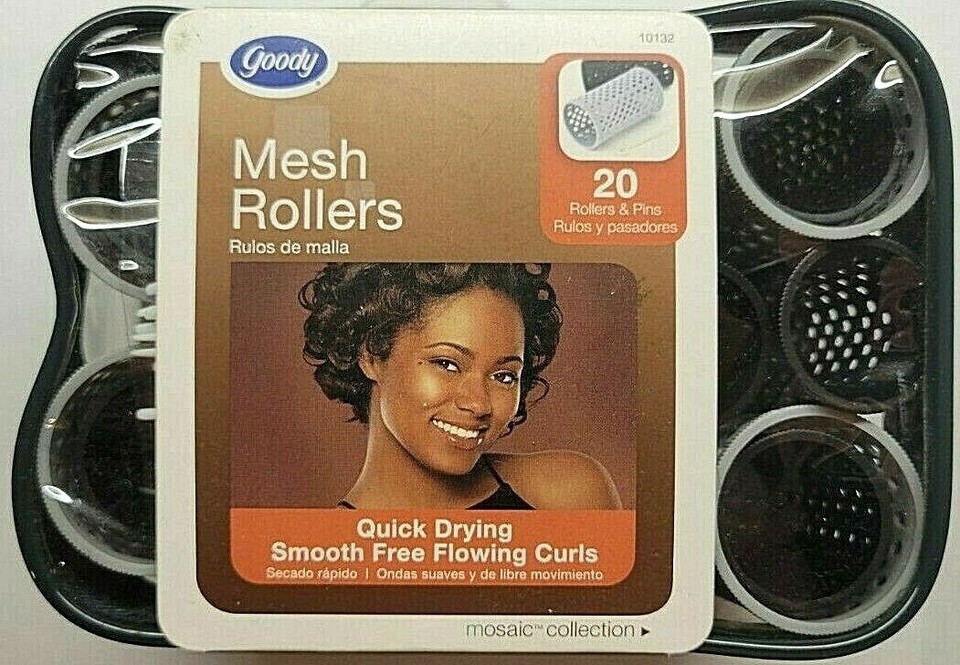 10132
Goody
Mesh
Rollers
Rulos de malla
20
Rollers & Pins
Rulos y pasadores
Quick Drying
Smooth Free Flowing Curls
Secado rápido | Ondas suaves y de libre movimiento
mosaic™ collection ▸